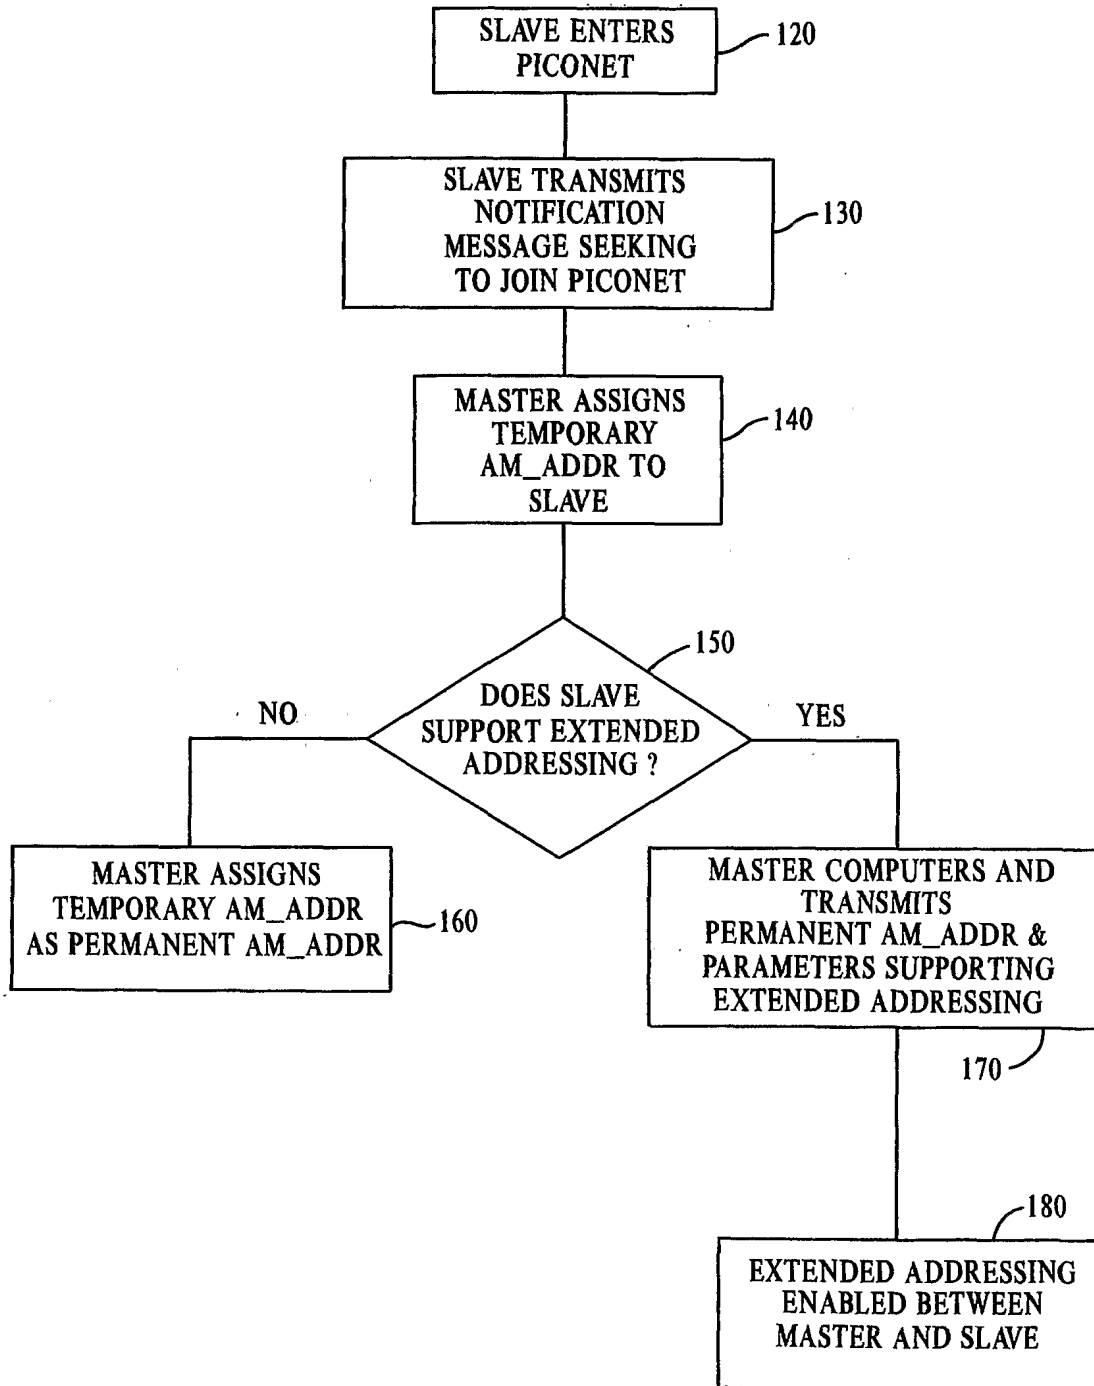 SLAVE ENTERS
PICONET
120
SLAVE TRANSMITS
NOTIFICATION
MESSAGE SEEKING
TO JOIN PICONET
130
MASTER ASSIGNS
TEMPORARY
AM_ADDR TO
SLAVE
140
150
DOES SLAVE
SUPPORT EXTENDED
ADDRESSING ?
NO
YES
MASTER ASSIGNS
TEMPORARY AM_ADDR
AS PERMANENT AM_ADDR
160
MASTER COMPUTERS AND
TRANSMITS
PERMANENT AM_ADDR &
PARAMETERS SUPPORTING
EXTENDED ADDRESSING
170
180
EXTENDED ADDRESSING
ENABLED BETWEEN
MASTER AND SLAVE